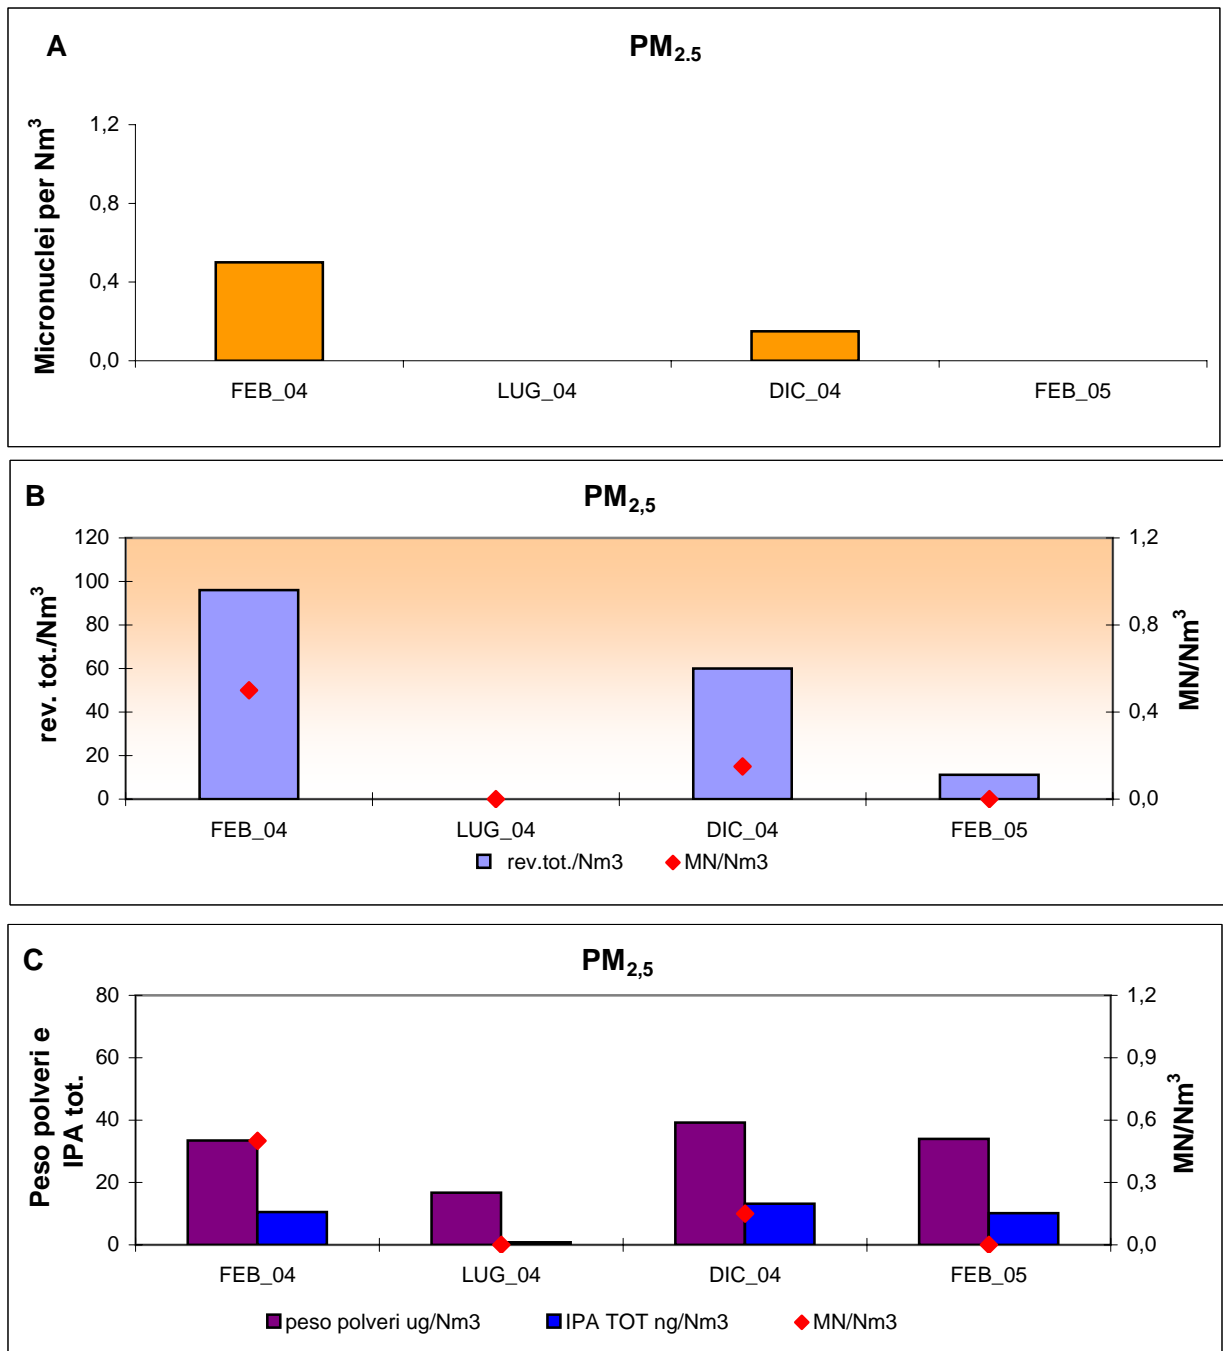 A
PM2.5
Micronuclei per Nm3
1,2
0,8
0,4
0,0
FEB_04 LUG_04 DIC_04 FEB_05
B
PM2,5
rev. tot./Nm3
120
100
80
60
40
20
0
1,2
0,8
0,4
0,0
MN/Nm3
FEB_04 LUG_04 DIC_04 FEB_05
rev.tot./Nm3 MN/Nm3
C
PM2,5
Peso polveri e
IPA tot.
80
60
40
20
0
1,2
0,9
0,6
0,3
0,0
MN/Nm3
FEB_04 LUG_04 DIC_04 FEB_05
peso polveri ug/Nm3 IPA TOT ng/Nm3 MN/Nm3